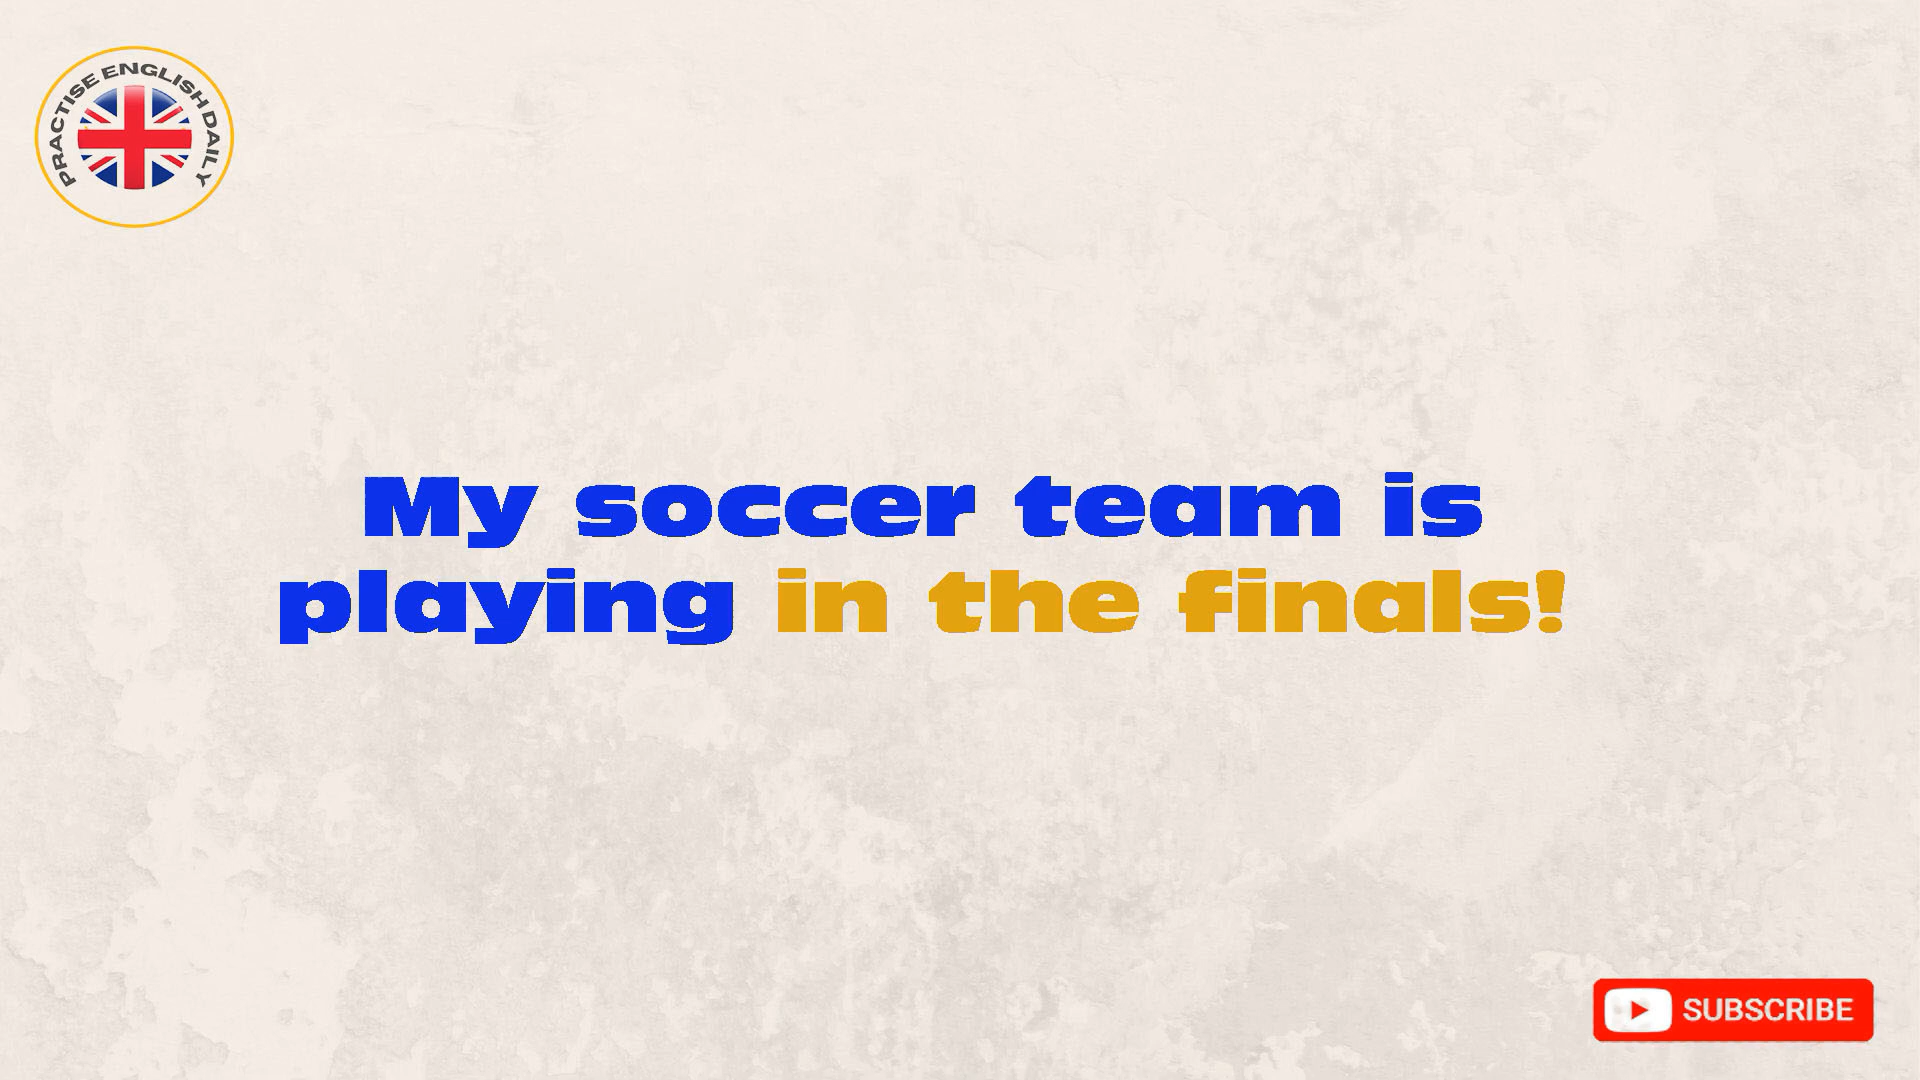 PRACTISE ENGLISH DAILY
My soccer team is
playing in the finals!
SUBSCRIBE